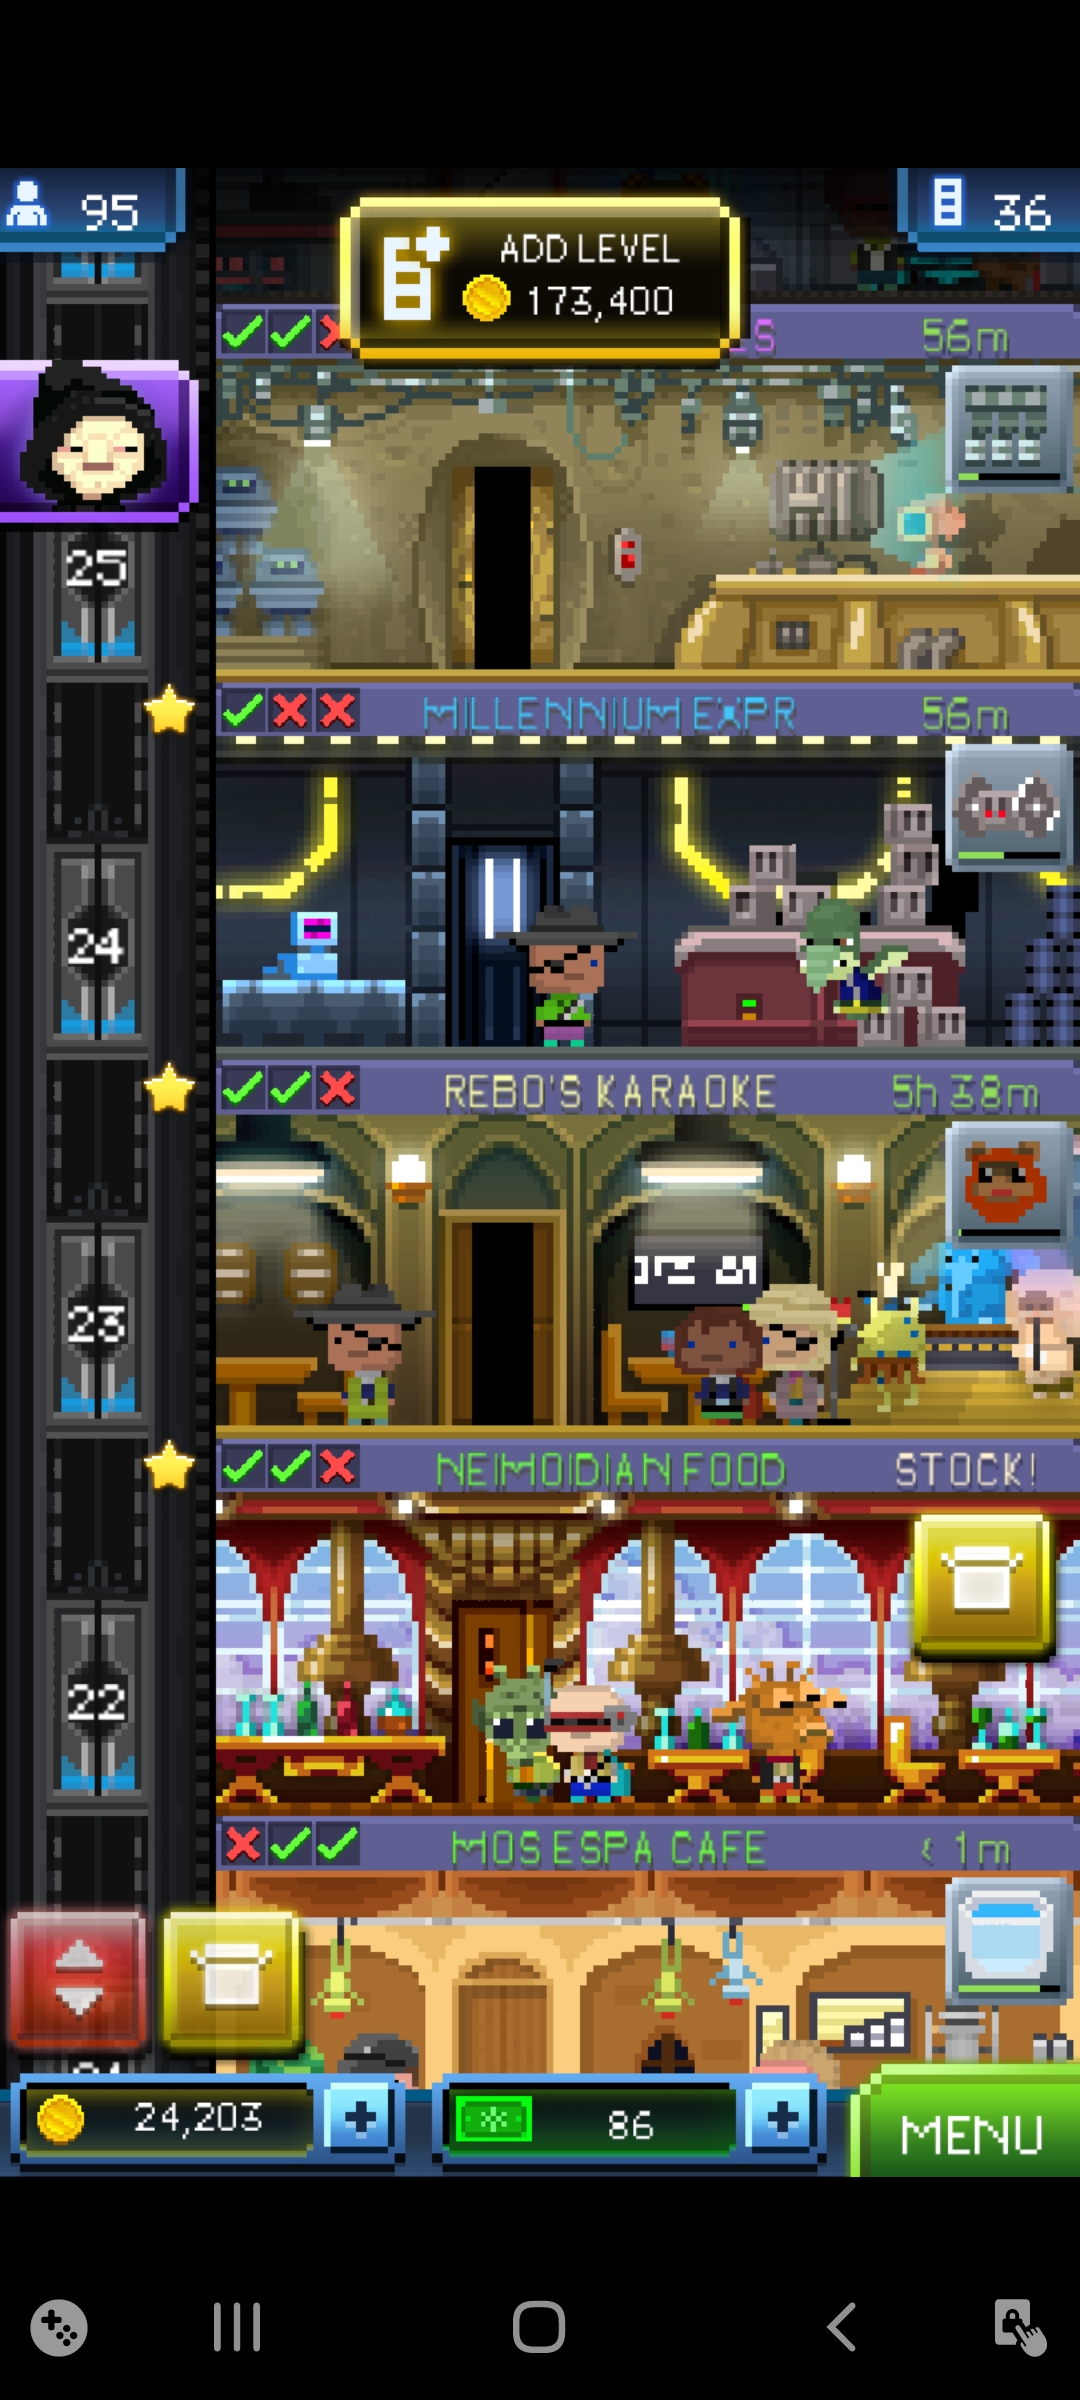 95
ADD LEVEL
173,400
36
56m
25
MILLENNIUM EXPR
56m
24
REBO'S KARAOKE
5h 38m
23
NEIMOIDIAN FOOD
STOCK!
22
MOS ESPA CAFE
< 1m
24,203
86
MENU